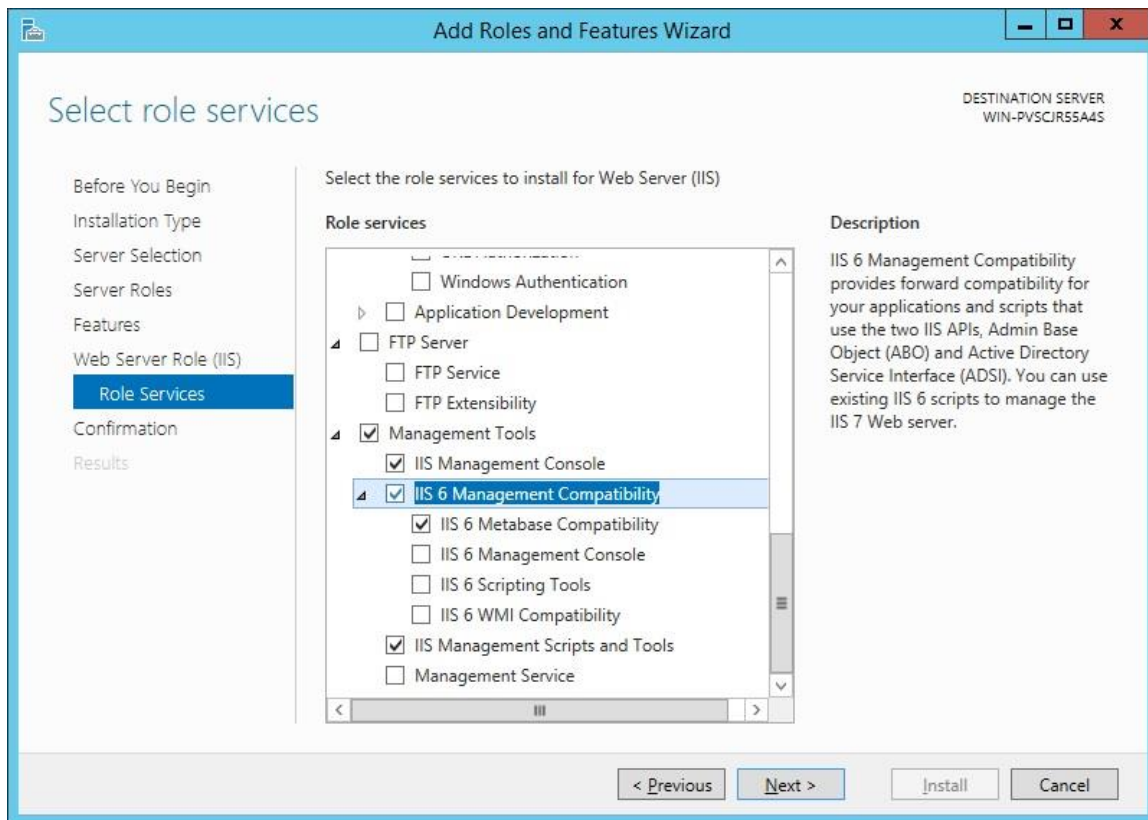 Add Roles and Features Wizard
Select role services
DESTINATION SERVER
WIN-PVSCJR55A4S
Before You Begin
Installation Type
Server Selection
Server Roles
Features
Web Server Role (IIS)
Role Services
Confirmation
Results
Select the role services to install for Web Server (IIS)
Role services
Windows Authentication
Application Development
FTP Server
FTP Service
FTP Extensibility
Management Tools
IIS Management Console
IIS 6 Management Compatibility
IIS 6 Metabase Compatibility
IIS 6 Management Console
IIS 6 Scripting Tools
IIS 6 WMI Compatibility
IIS Management Scripts and Tools
Management Service
Description
IIS 6 Management Compatibility
provides forward compatibility for
your applications and scripts that
use the two IIS APIs, Admin Base
Object (ABO) and Active Directory
Service Interface (ADSI). You can use
existing IIS 6 scripts to manage the
IIS 7 Web server.
< Previous
Next >
Install
Cancel